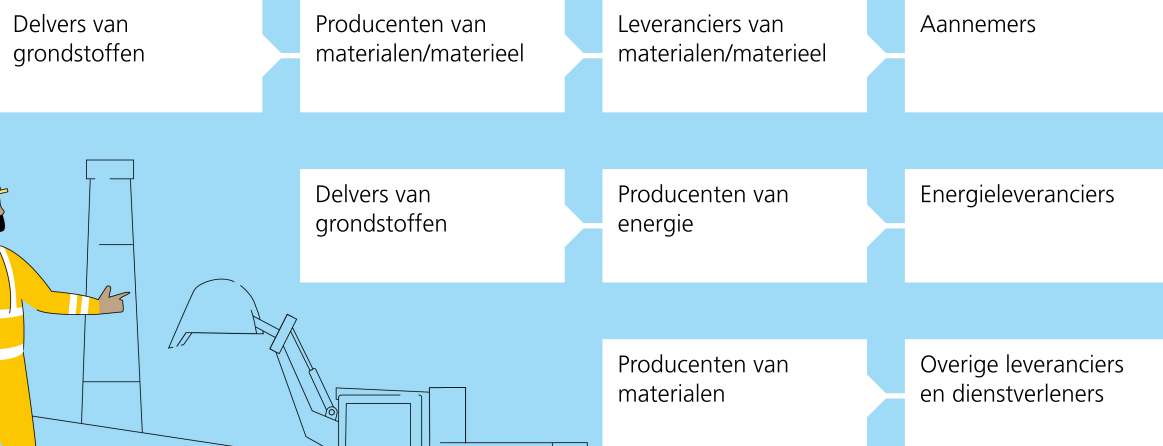 Delvers van
grondstoffen
Producenten van
materialen/materieel
Leveranciers van
materialen/materieel
Aannemers
Delvers van
grondstoffen
Producenten van
energie
Energieleveranciers
Producenten van
materialen
Overige leveranciers
en dienstverleners